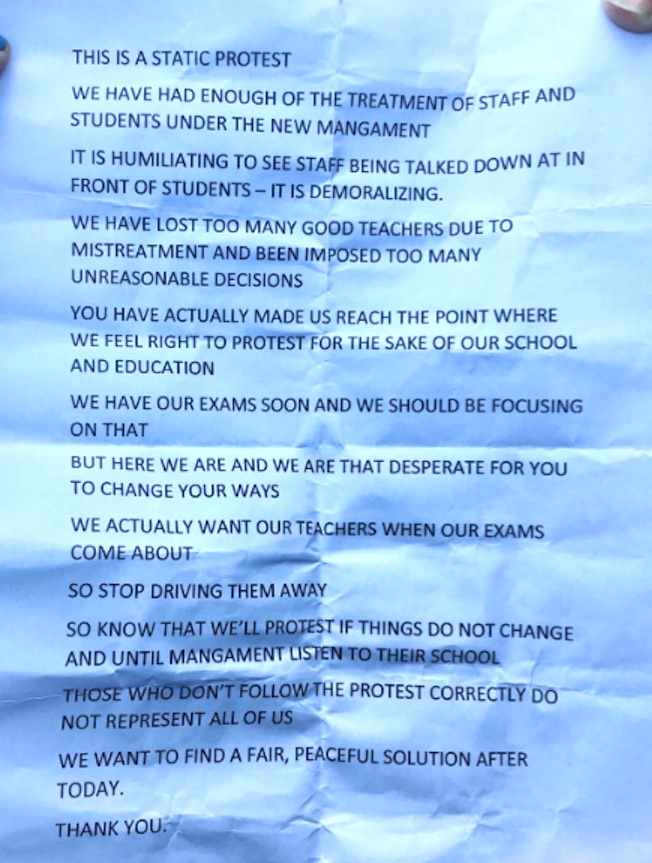 THIS IS A STATIC PROTEST
WE HAVE HAD ENOUGH OF THE TREATMENT OF STAFF AND
STUDENTS UNDER THE NEW MANGAMENT
IT IS HUMILIATING TO SEE STAFF BEING TALKED DOWN AT IN
FRONT OF STUDENTS – IT IS DEMORALIZING.
WE HAVE LOST TOO MANY GOOD TEACHERS DUE TO
MISTREATMENT AND BEEN IMPOSED TOO MANY
UNREASONABLE DECISIONS
YOU HAVE ACTUALLY MADE US REACH THE POINT WHERE
WE FEEL RIGHT TO PROTEST FOR THE SAKE OF OUR SCHOOL
AND EDUCATION
WE HAVE OUR EXAMS SOON AND WE SHOULD BE FOCUSING
ON THAT
BUT HERE WE ARE AND WE ARE THAT DESPERATE FOR YOU
TO CHANGE YOUR WAYS
WE ACTUALLY WANT OUR TEACHERS WHEN OUR EXAMS
COME ABOUT
SO STOP DRIVING THEM AWAY
SO KNOW THAT WE'LL PROTEST IF THINGS DO NOT CHANGE
AND UNTIL MANGAMENT LISTEN TO THEIR SCHOOL
THOSE WHO DON'T FOLLOW THE PROTEST CORRECTLY DO
NOT REPRESENT ALL OF US
WE WANT TO FIND A FAIR, PEACEFUL SOLUTION AFTER
TODAY.
THANK YOU.